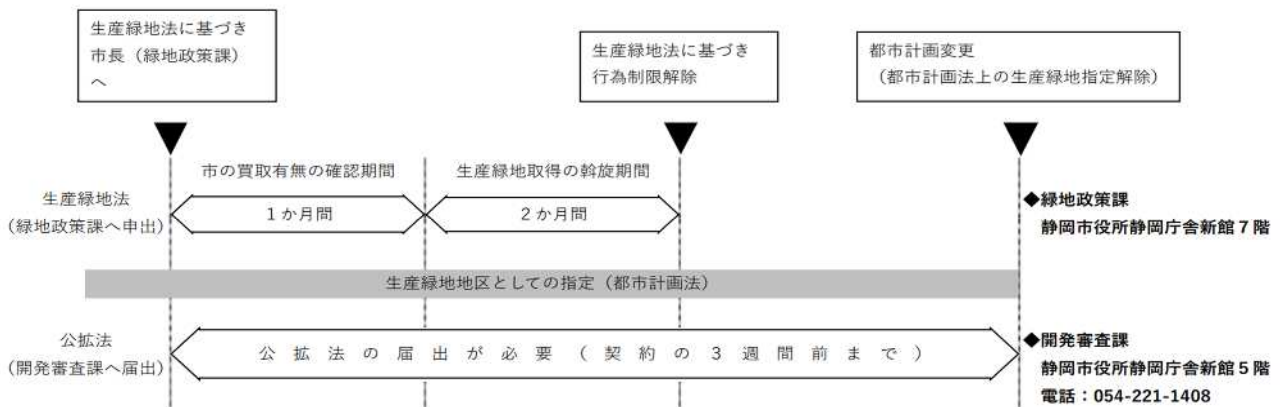 生産緑地法に基づき
市長（緑地政策課）
へ
生産緑地法に基づき
行為制限解除
都市計画変更
（都市計画法上の生産緑地指定解除）
市の買取有無の確認期間
生産緑地取得の斡旋期間
生産緑地法
（緑地政策課へ申出）
１か月間
２か月間
◆緑地政策課
静岡市役所静岡庁舎新館７階
生産緑地地区としての指定（都市計画法）
公拡法
（開発審査課へ届出）
公拡法の届出が必要（契約の３週間前まで）
◆開発審査課
静岡市役所静岡庁舎新館５階
電話：054-221-1408